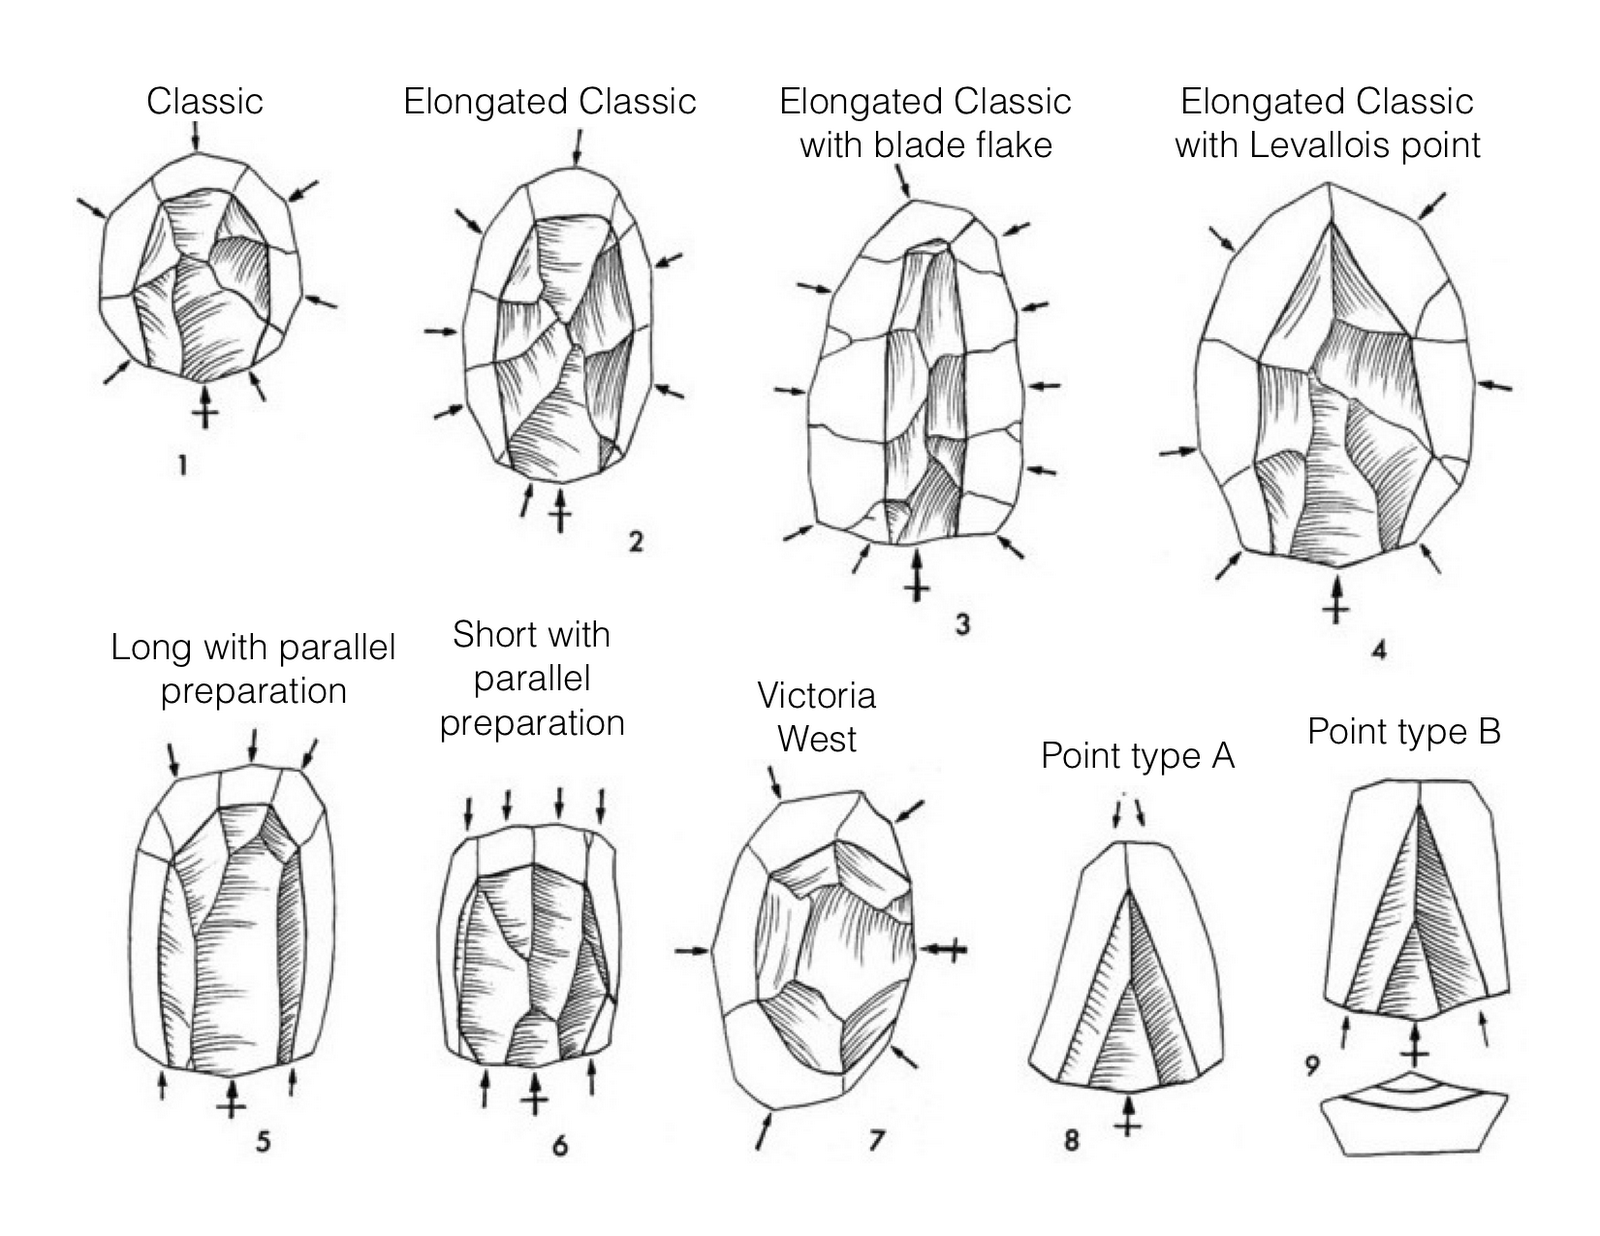 Classic
1
Elongated Classic
2
Elongated Classic
with blade flake
3
Elongated Classic
with Levallois point
4
Long with parallel
preparation
5
Short with
parallel
preparation
6
Victoria
West
7
Point type A
8
Point type B
9